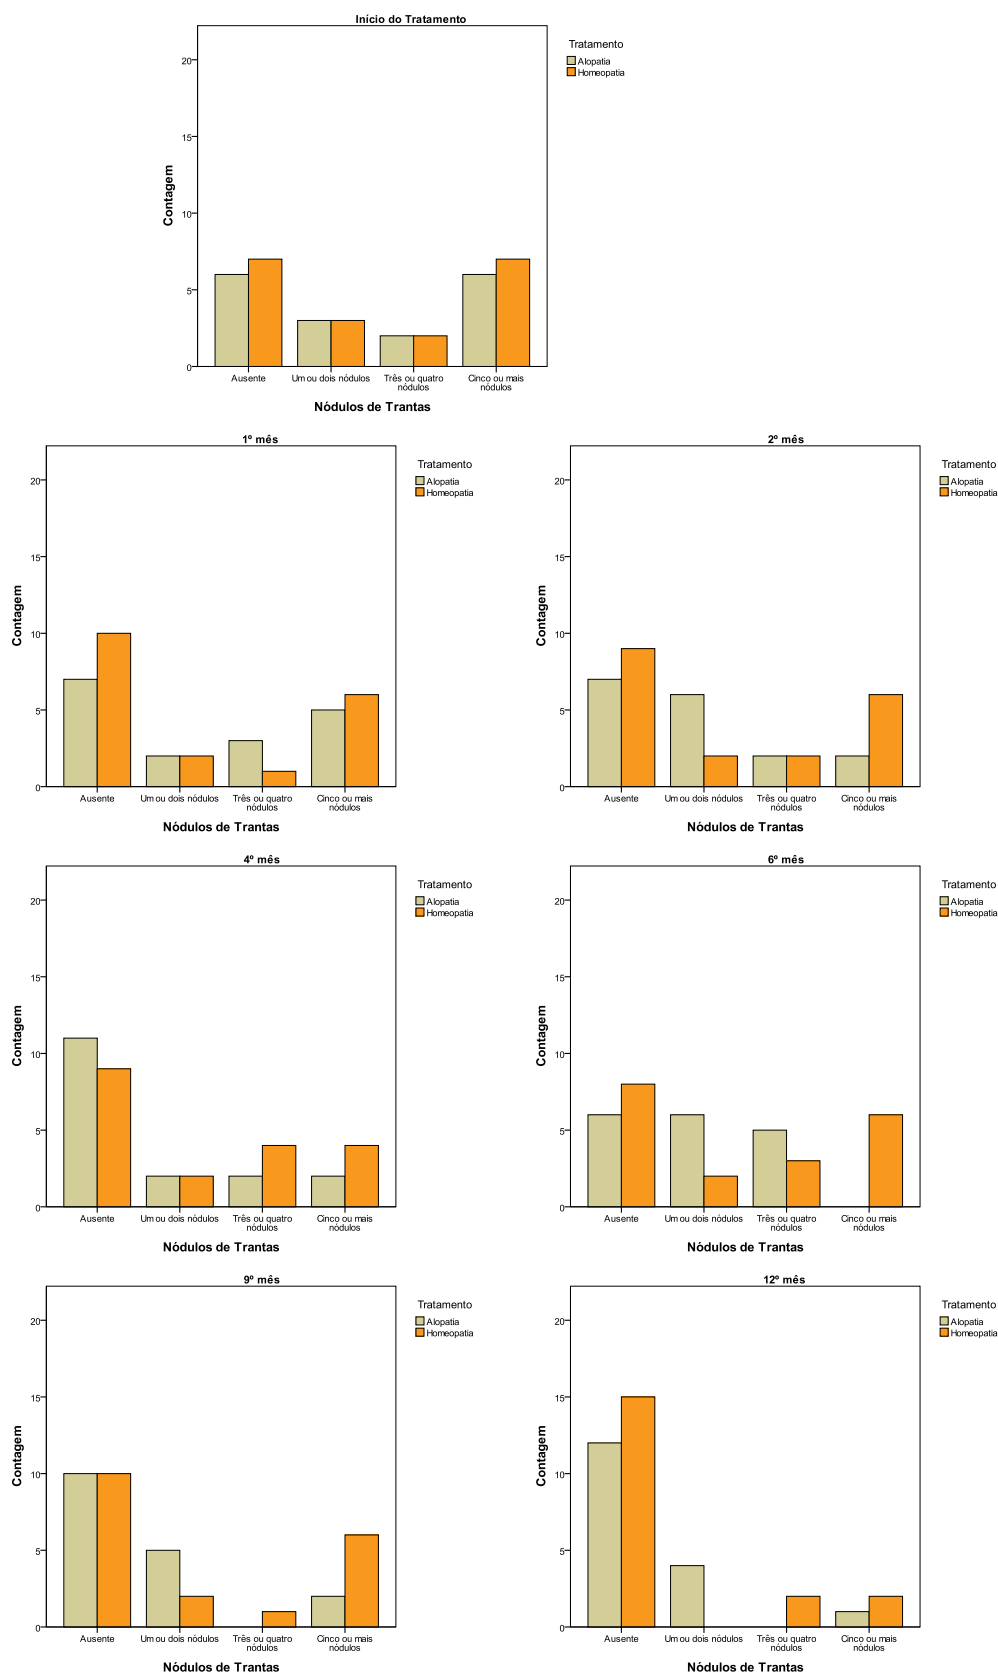 Início do Tratamento
Tratamento
Alopatia
Homeopatia
20
15
10
5
0
Contagem
Ausente
Um ou dois nódulos
Três ou quatro
nódulos
Cinco ou mais
nódulos
Nódulos de Trantas
1º mês
Tratamento
Alopatia
Homeopatia
20
15
10
5
0
Contagem
Ausente
Um ou dois nódulos
Três ou quatro
nódulos
Cinco ou mais
nódulos
Nódulos de Trantas
2º mês
Tratamento
Alopatia
Homeopatia
20
15
10
5
0
Contagem
Ausente
Um ou dois nódulos
Três ou quatro
nódulos
Cinco ou mais
nódulos
Nódulos de Trantas
4º mês
Tratamento
Alopatia
Homeopatia
20
15
10
5
0
Contagem
Ausente
Um ou dois nódulos
Três ou quatro
nódulos
Cinco ou mais
nódulos
Nódulos de Trantas
6º mês
Tratamento
Alopatia
Homeopatia
20
15
10
5
0
Contagem
Ausente
Um ou dois nódulos
Três ou quatro
nódulos
Cinco ou mais
nódulos
Nódulos de Trantas
9º mês
Tratamento
Alopatia
Homeopatia
20
15
10
5
0
Contagem
Ausente
Um ou dois nódulos
Três ou quatro
nódulos
Cinco ou mais
nódulos
Nódulos de Trantas
12º mês
Tratamento
Alopatia
Homeopatia
20
15
10
5
0
Contagem
Ausente
Um ou dois nódulos
Três ou quatro
nódulos
Cinco ou mais
nódulos
Nódulos de Trantas